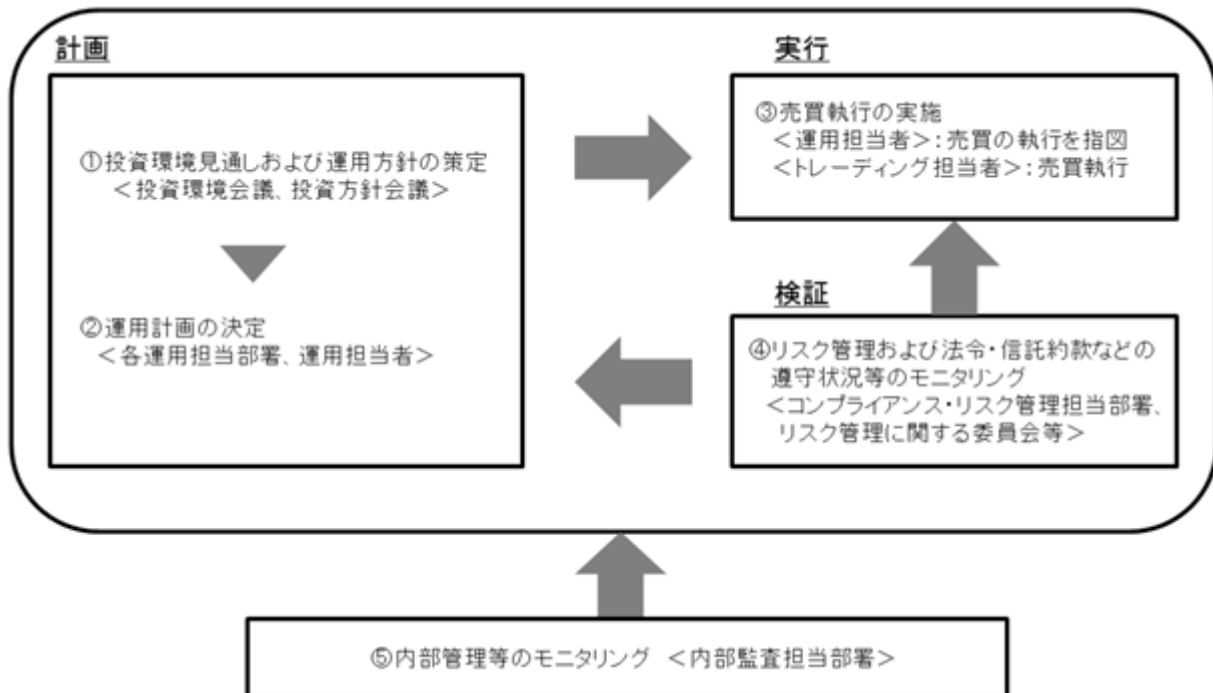 計画
①投資環境見通しおよび運用方針の策定
＜投資環境会議、投資方針会議＞
②運用計画の決定
＜各運用担当部署、運用担当者＞
実行
③売買執行の実施
＜運用担当者＞：売買の執行を指図
＜トレーディング担当者＞：売買執行
検証
④リスク管理および法令・信託約款などの
遵守状況等のモニタリング
＜コンプライアンス・リスク管理担当部署、
リスク管理に関する委員会等＞
⑤内部管理等のモニタリング ＜内部監査担当部署＞